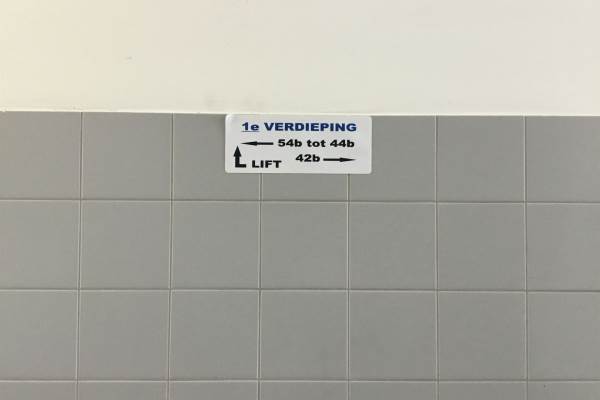 1e VERDIEPING
54b tot 44b
LIFT 42b